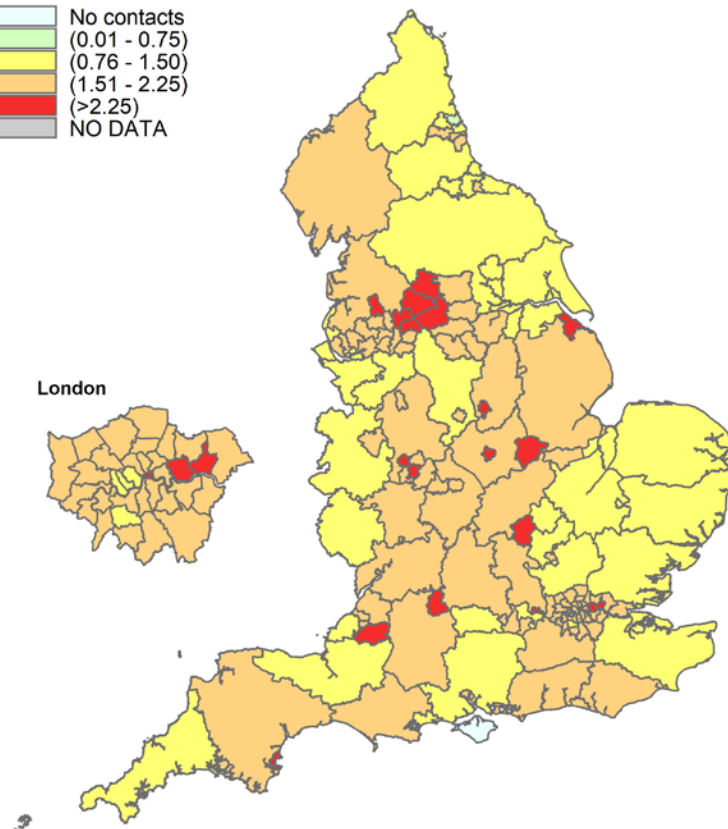 No contacts
(0.01 - 0.75)
(0.76 - 1.50)
(1.51 - 2.25)
(>2.25)
NO DATA
London